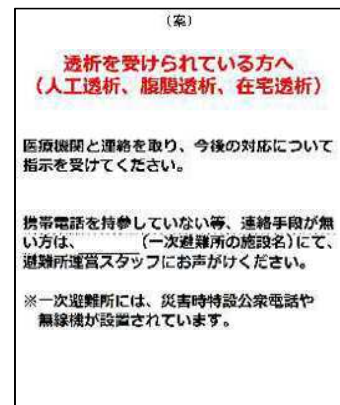 (案)
透析を受けられている方へ
(人工透析、腹膜透析、在宅透析)
医療機関と連絡を取り、今後の対応について
指示を受けてください。
携帯電話を持参していない等、連絡手段が無
い方は、＿＿＿＿（一次避難所の施設名)にて、
避難所運営スタッフにお声がけください。
※一次避難所には、災害時特設公衆電話や
無線機が設置されています。